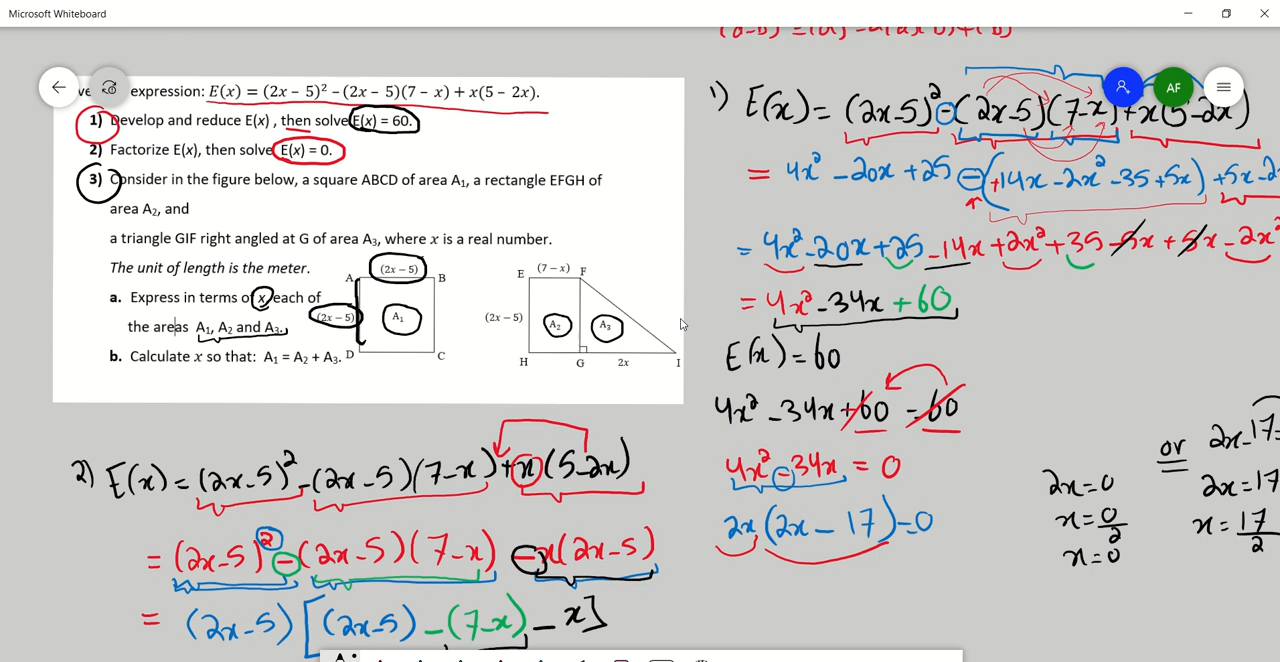 Microsoft Whiteboard
expression: E(x) = (2x − 5)² − (2x − 5)(7 − x) + x(5 − 2x).
1) Develop and reduce E(x) , then solve E(x) = 60.
2) Factorize E(x), then solve E(x) = 0.
3) Consider in the figure below, a square ABCD of area A₁, a rectangle EFGH of
area A₂, and
a triangle GIF right angled at G of area A₃, where x is a real number.
The unit of length is the meter.
a. Express in terms of x each of
the areas A₁, A₂ and A₃.
b. Calculate x so that: A₁ = A₂ + A₃.
A (2x − 5) B
(2x − 5) A₁
D C
E (7 − x) F
(2x − 5) A₂ A₃
H G 2x I
AF
1) E(x) = (2x-5)² - (2x-5)(7-x) + x(5-2x)
= 4x² - 20x + 25 - (+14x - 2x² - 35 + 5x) + 5x - 2
= 4x² - 20x + 25 - 14x + 2x² + 35 - 5x + 5x - 2x²
= 4x² - 34x + 60
E(x) = 60
4x² - 34x + 60 = 60
4x² - 34x = 0
2x(2x - 17) = 0
2x = 0
x = 0/2
x = 0
or
2x - 17 =
2x = 17
x = 17/2
2) E(x) = (2x-5)² - (2x-5)(7-x) + x(5-2x)
= (2x-5)² - (2x-5)(7-x) - x(2x-5)
= (2x-5)[(2x-5) - (7-x) - x]